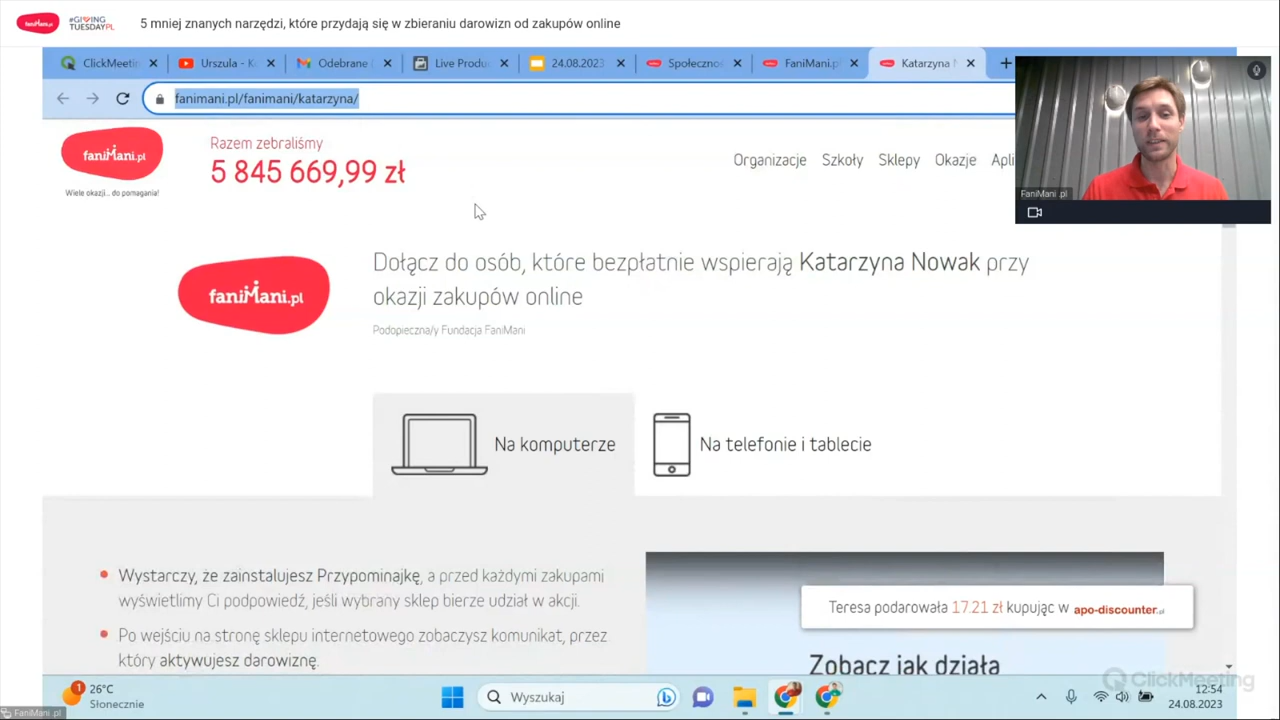 faniMani.pl
#GIVING
TUESDAYPL
5 mniej znanych narzędzi, które przydają się w zbieraniu darowizn od zakupów online
ClickMeetin
Urszula - K
Odebrane
Live Produ
24.08.2023
Społeczno
FaniMani.p
Katarzyna N
fanimani.pl/fanimani/katarzyna/
faniMani.pl
Wiele okazji... do pomagania!
Razem zebraliśmy
5 845 669,99 zł
Organizacje
Szkoły
Sklepy
Okazje
Apli
FaniMani .pl
faniMani.pl
Dołącz do osób, które bezpłatnie wspierają Katarzyna Nowak przy
okazji zakupów online
Podopieczna/y Fundacja FaniMani
Na komputerze
Na telefonie i tablecie
Wystarczy, że zainstalujesz Przypominajkę, a przed każdymi zakupami
wyświetlimy Ci podpowiedź, jeśli wybrany sklep bierze udział w akcji.
Po wejściu na stronę sklepu internetowego zobaczysz komunikat, przez
który aktywujesz darowiznę.
Teresa podarowała 17.21 zł kupując w apo-discounter.pl
Zobacz jak działa
ClickMeeting
1
26°C
Słonecznie
Wyszukaj
12:54
24.08.2023
FaniMani .pl